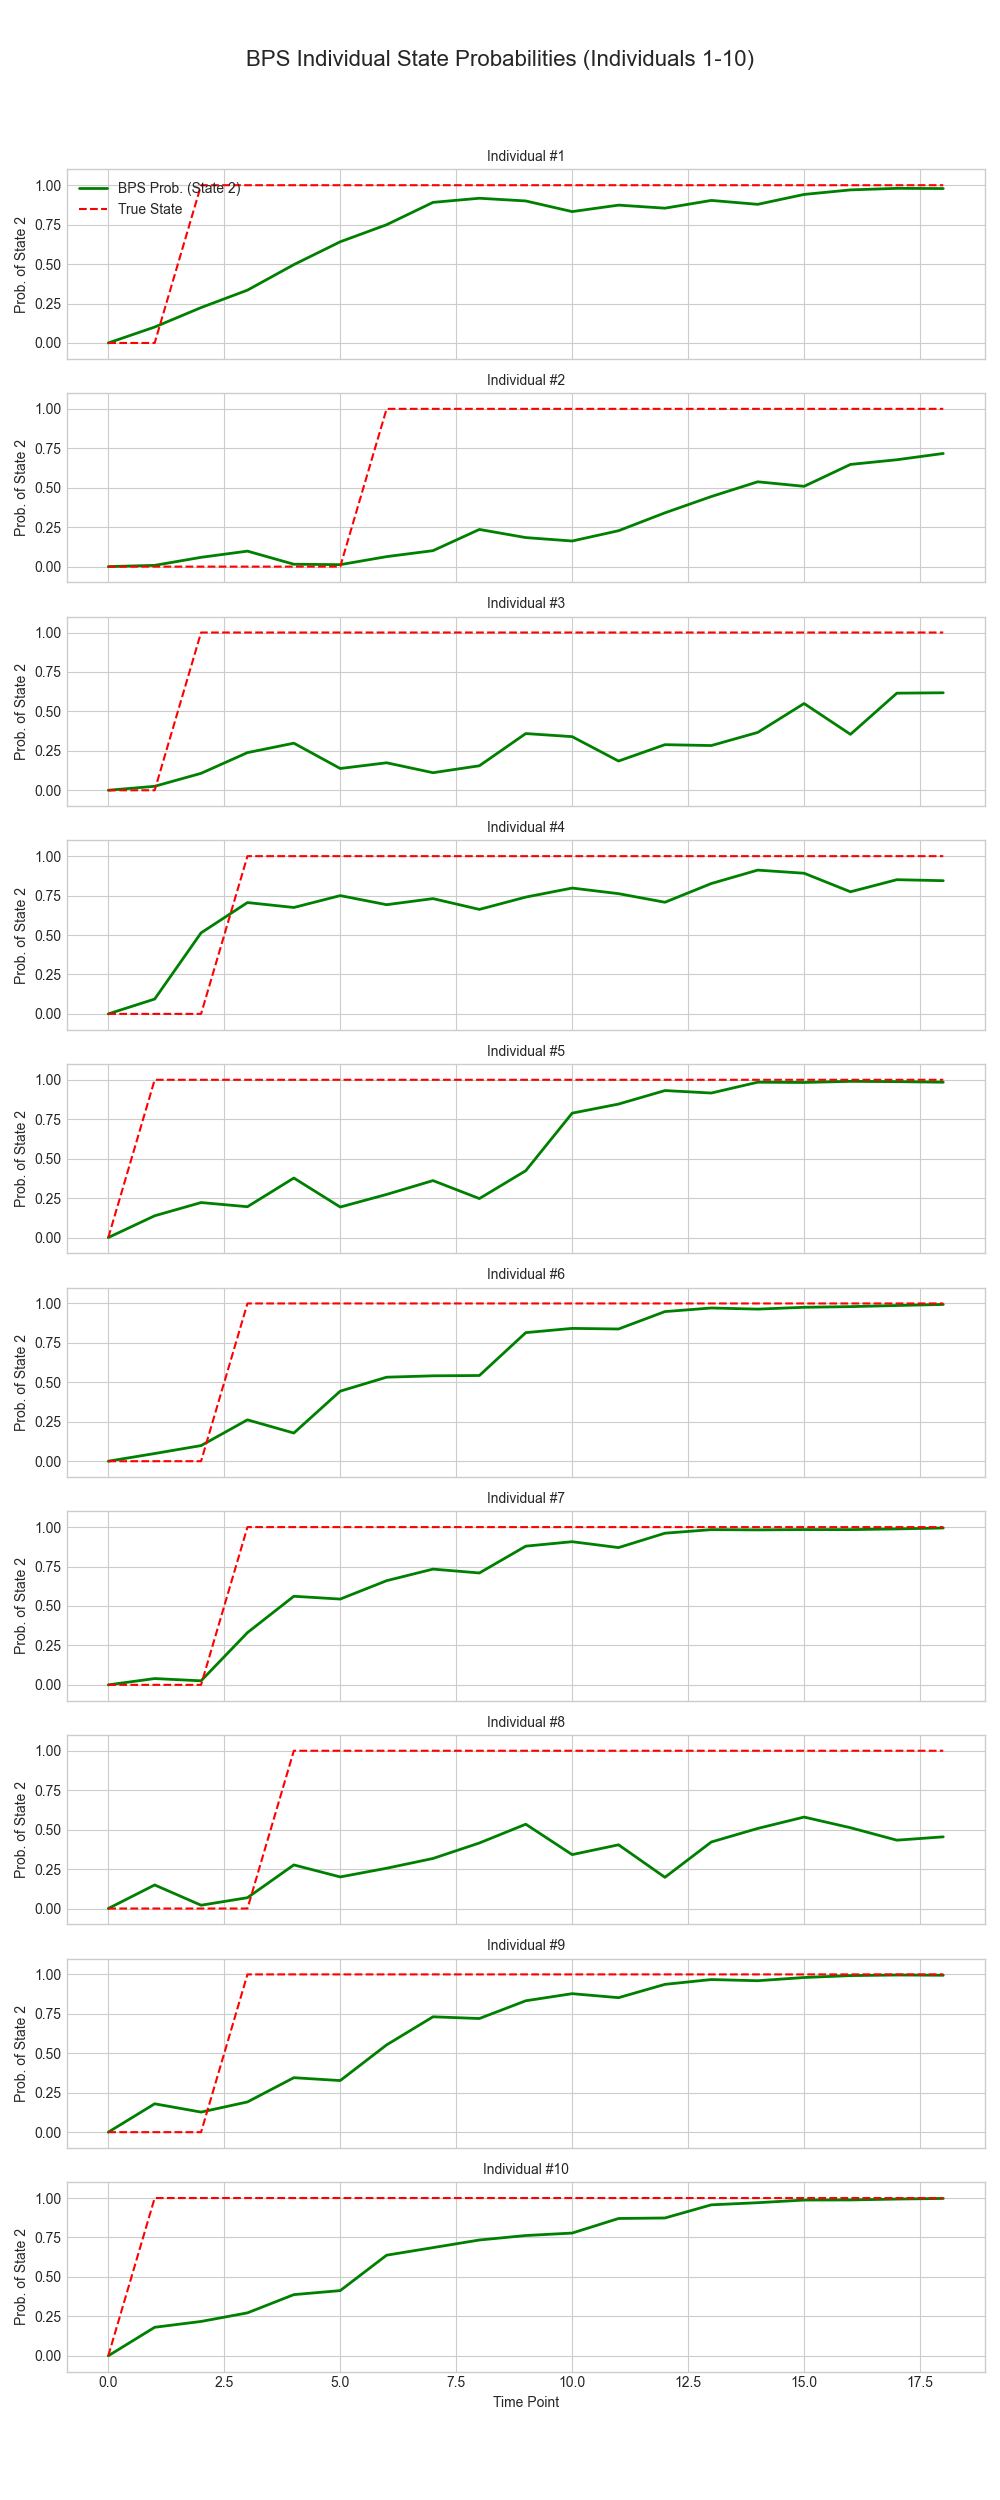 BPS Individual State Probabilities (Individuals 1-10)
Individual #1
BPS Prob. (State 2)
True State
Prob. of State 2
1.00
0.75
0.50
0.25
0.00
Individual #2
Prob. of State 2
1.00
0.75
0.50
0.25
0.00
Individual #3
Prob. of State 2
1.00
0.75
0.50
0.25
0.00
Individual #4
Prob. of State 2
1.00
0.75
0.50
0.25
0.00
Individual #5
Prob. of State 2
1.00
0.75
0.50
0.25
0.00
Individual #6
Prob. of State 2
1.00
0.75
0.50
0.25
0.00
Individual #7
Prob. of State 2
1.00
0.75
0.50
0.25
0.00
Individual #8
Prob. of State 2
1.00
0.75
0.50
0.25
0.00
Individual #9
Prob. of State 2
1.00
0.75
0.50
0.25
0.00
Individual #10
Prob. of State 2
1.00
0.75
0.50
0.25
0.00
0.0 2.5 5.0 7.5 10.0 12.5 15.0 17.5
Time Point